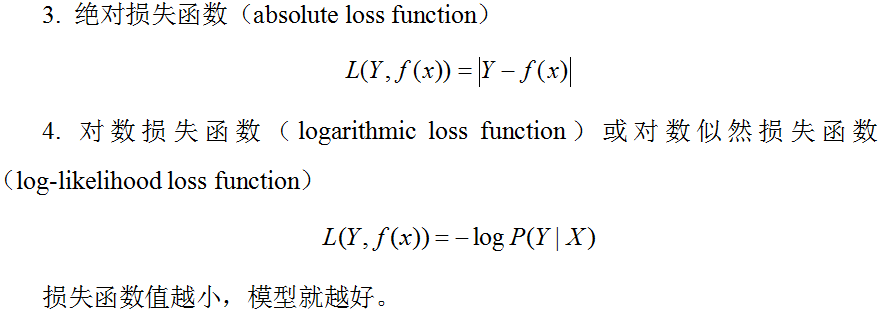 3. 绝对损失函数（absolute loss function）
L(Y, f(x)) = |Y − f(x)|
4. 对数损失函数（logarithmic loss function）或对数似然损失函数
（log-likelihood loss function）
L(Y, f(x)) = − log P(Y | X)
损失函数值越小，模型就越好。